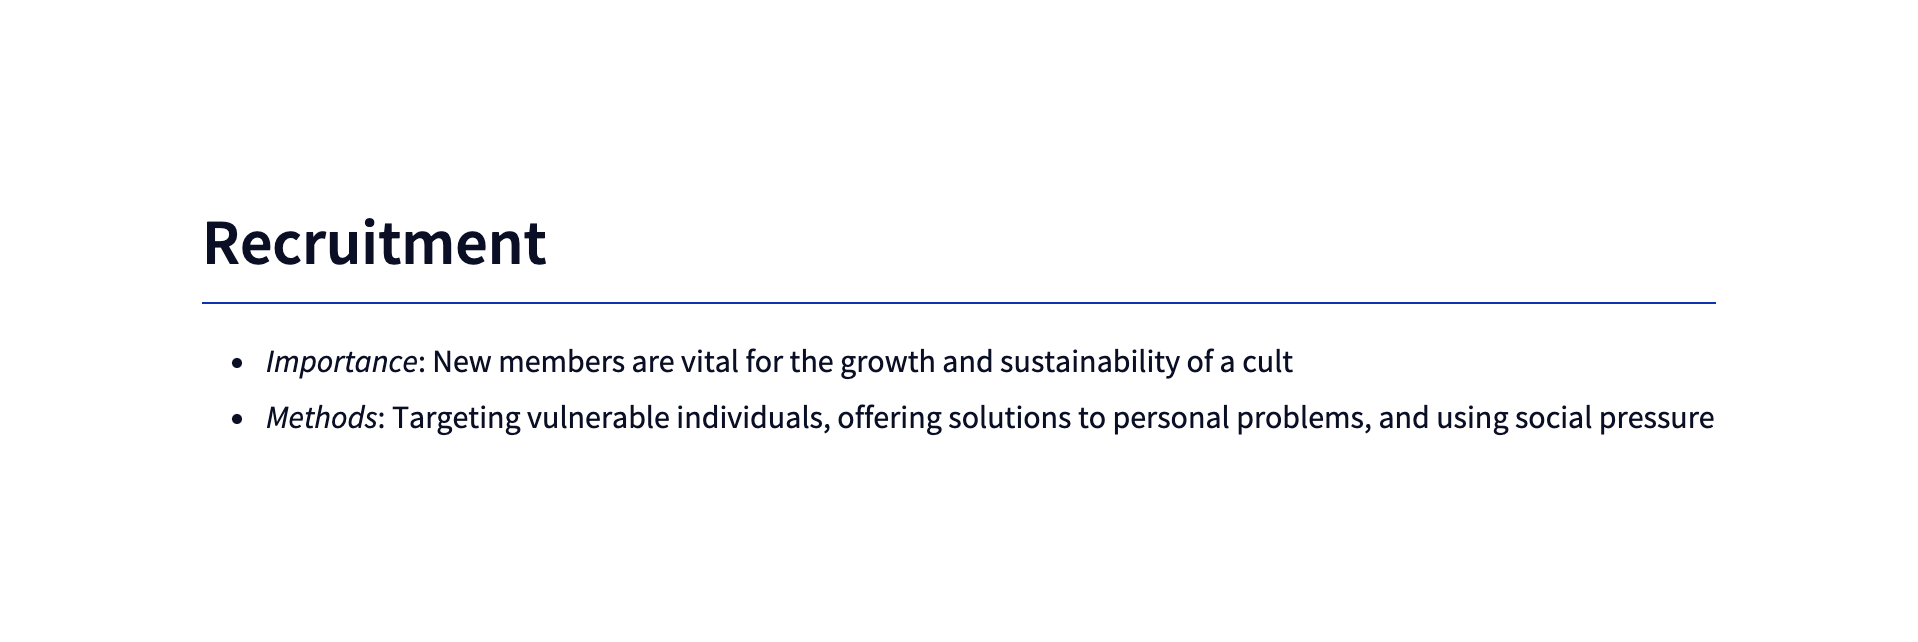 Recruitment
• Importance: New members are vital for the growth and sustainability of a cult
• Methods: Targeting vulnerable individuals, offering solutions to personal problems, and using social pressure